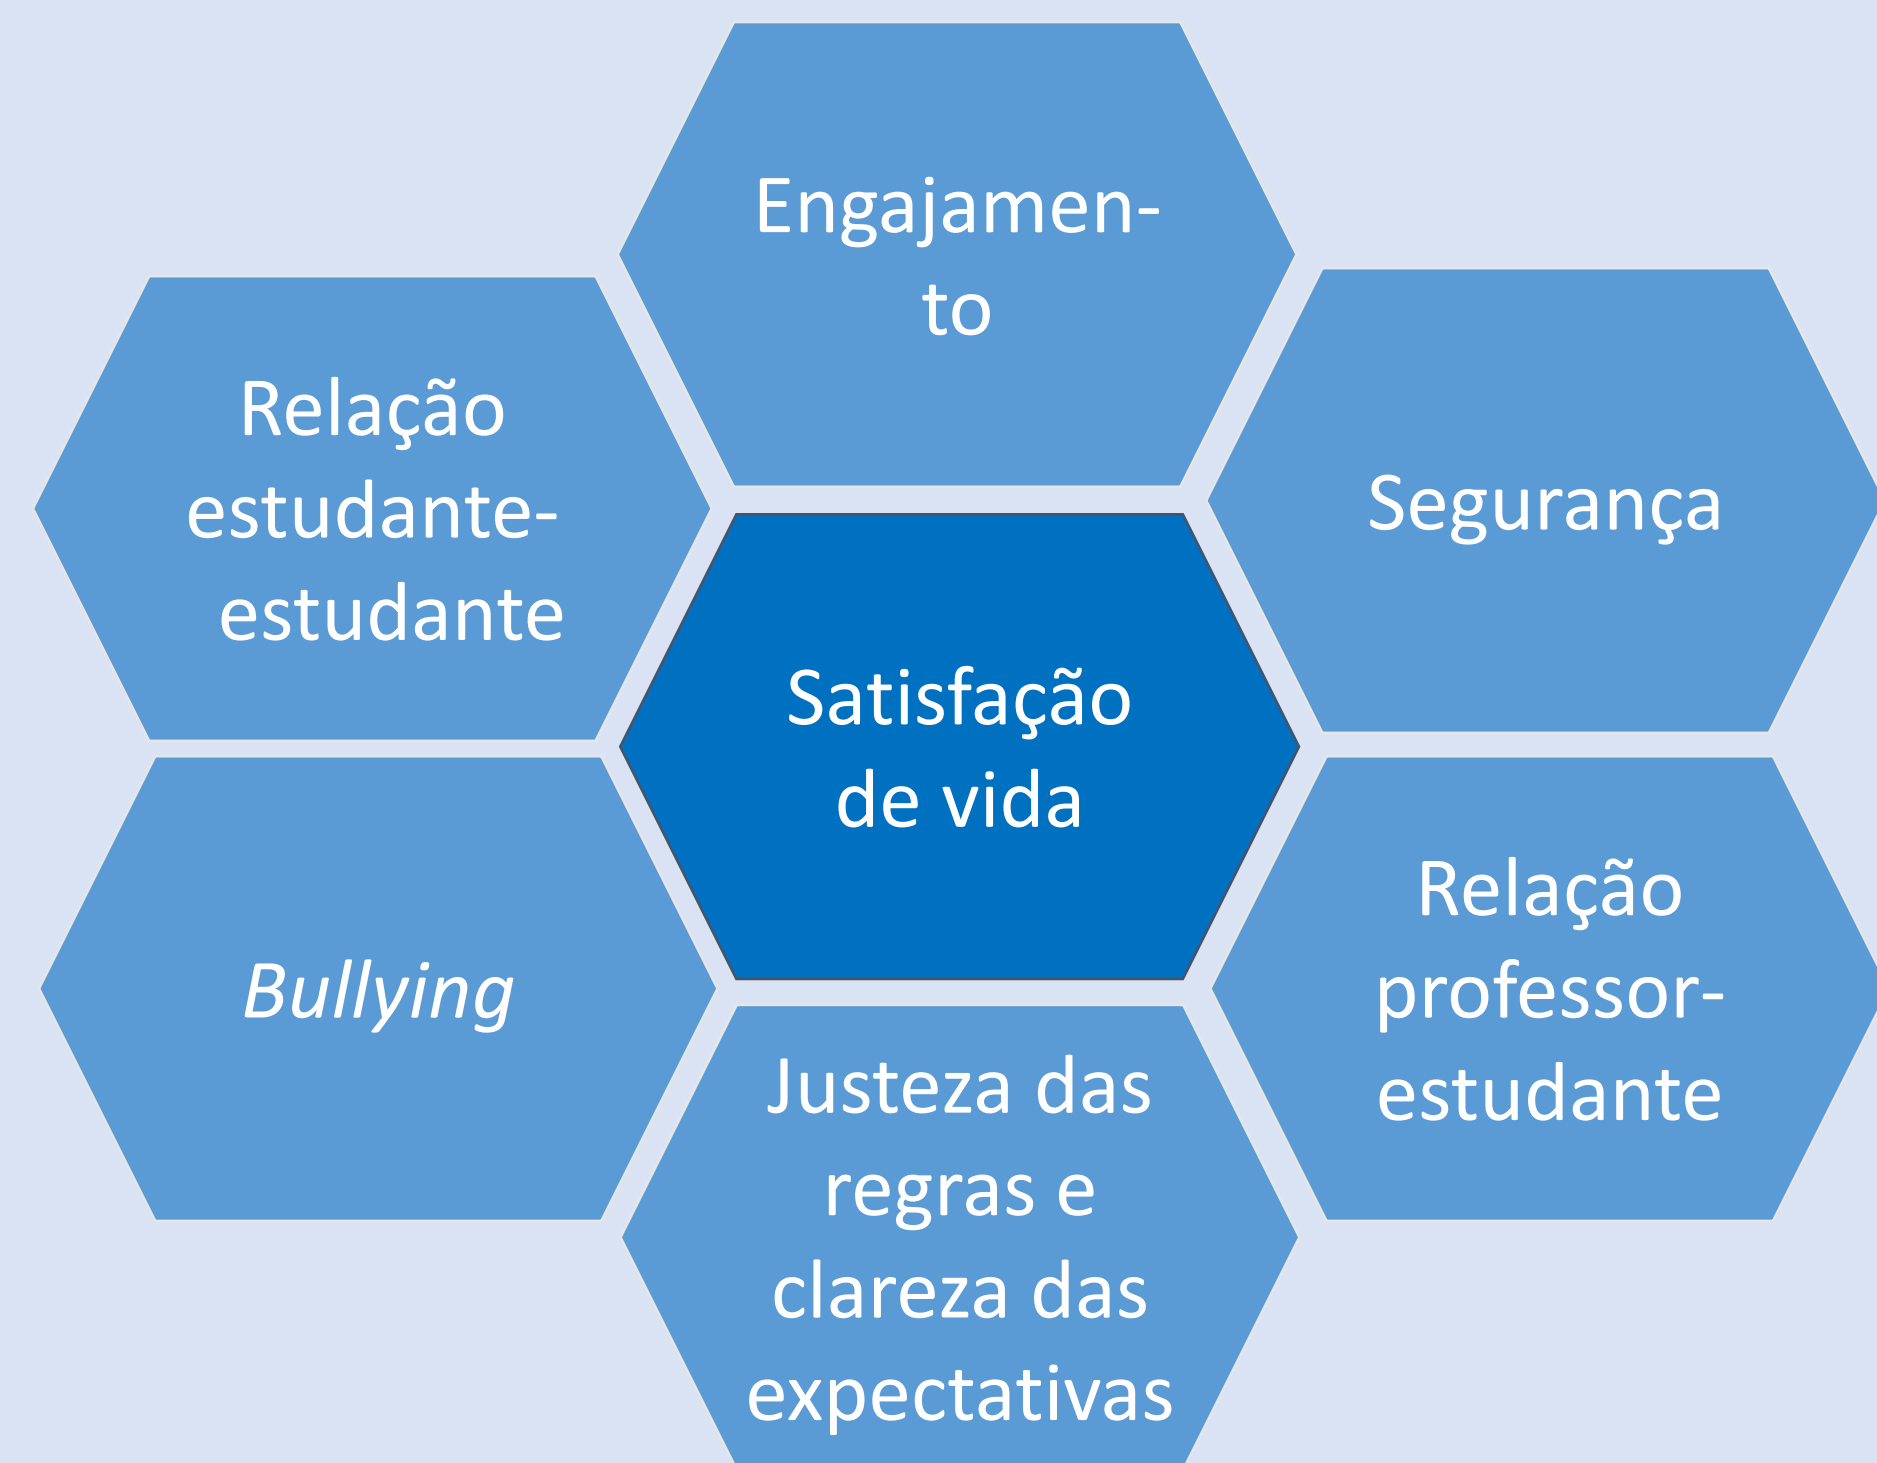 Engajamen-
to
Relação
estudante-
estudante
Segurança
Satisfação
de vida
Bullying
Relação
professor-
estudante
Justeza das
regras e
clareza das
expectativas